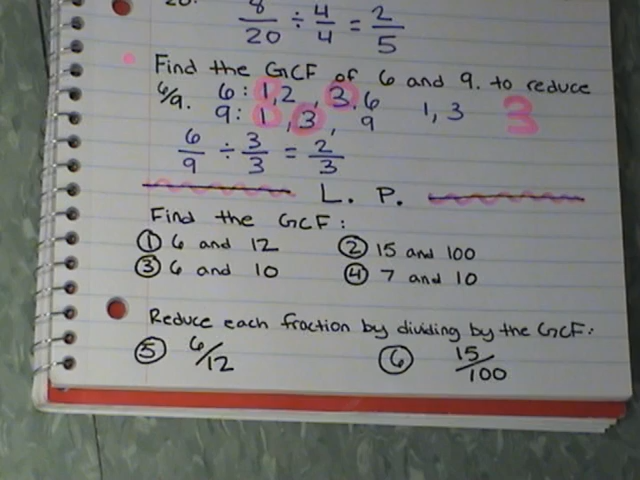 20.
8/20 ÷ 4/4 = 2/5
Find the GCF of 6 and 9. to reduce
6/9. 6: 1,2 , 3, 6 1, 3 3
9: 1 , 3 , 9
6/9 ÷ 3/3 = 2/3
L. P.
Find the GCF:
① 6 and 12 ② 15 and 100
③ 6 and 10 ④ 7 and 10
Reduce each fraction by dividing by the GCF:
⑤ 6/12 ⑥ 15/100